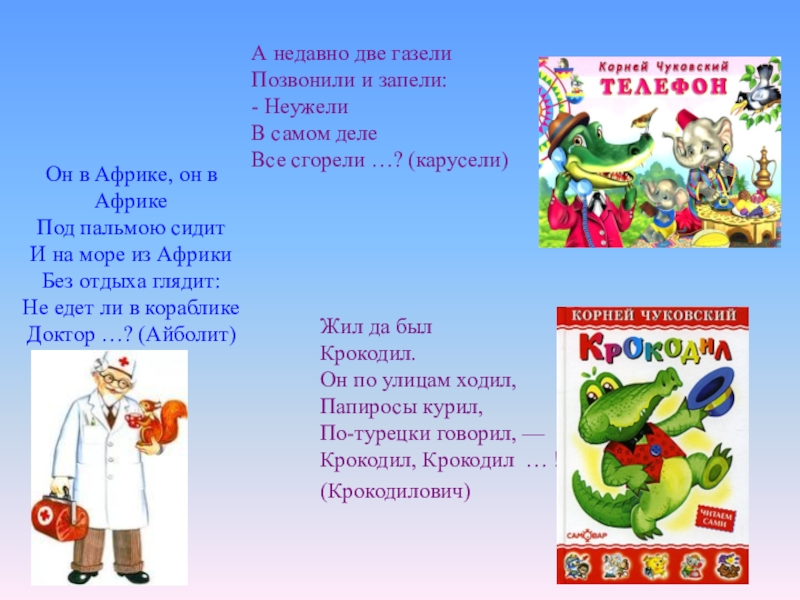 А недавно две газели
Позвонили и запели:
- Неужели
В самом деле
Все сгорели …? (карусели)
Корней Чуковский
ТЕЛЕФОН
Он в Африке, он в
Африке
Под пальмою сидит
И на море из Африки
Без отдыха глядит:
Не едет ли в кораблике
Доктор …? (Айболит)
Жил да был
Крокодил.
Он по улицам ходил,
Папиросы курил,
По-турецки говорил, —
Крокодил, Крокодил … !
(Крокодилович)
КОРНЕЙ ЧУКОВСКИЙ
КРОКОДИЛ
ЧИТАЕМ
САМИ
САМОВАР